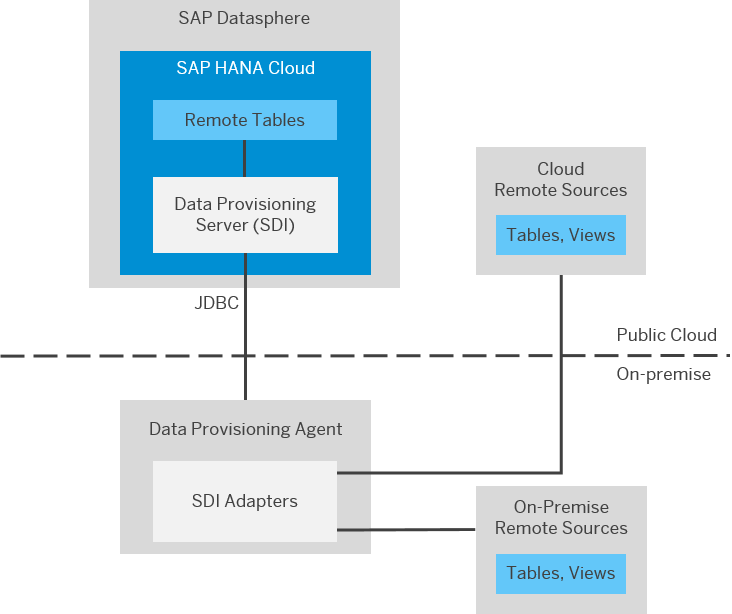 SAP Datasphere
SAP HANA Cloud
Remote Tables
Data Provisioning
Server (SDI)
JDBC
Cloud
Remote Sources
Tables, Views
Public Cloud
On-premise
Data Provisioning Agent
SDI Adapters
On-Premise
Remote Sources
Tables, Views